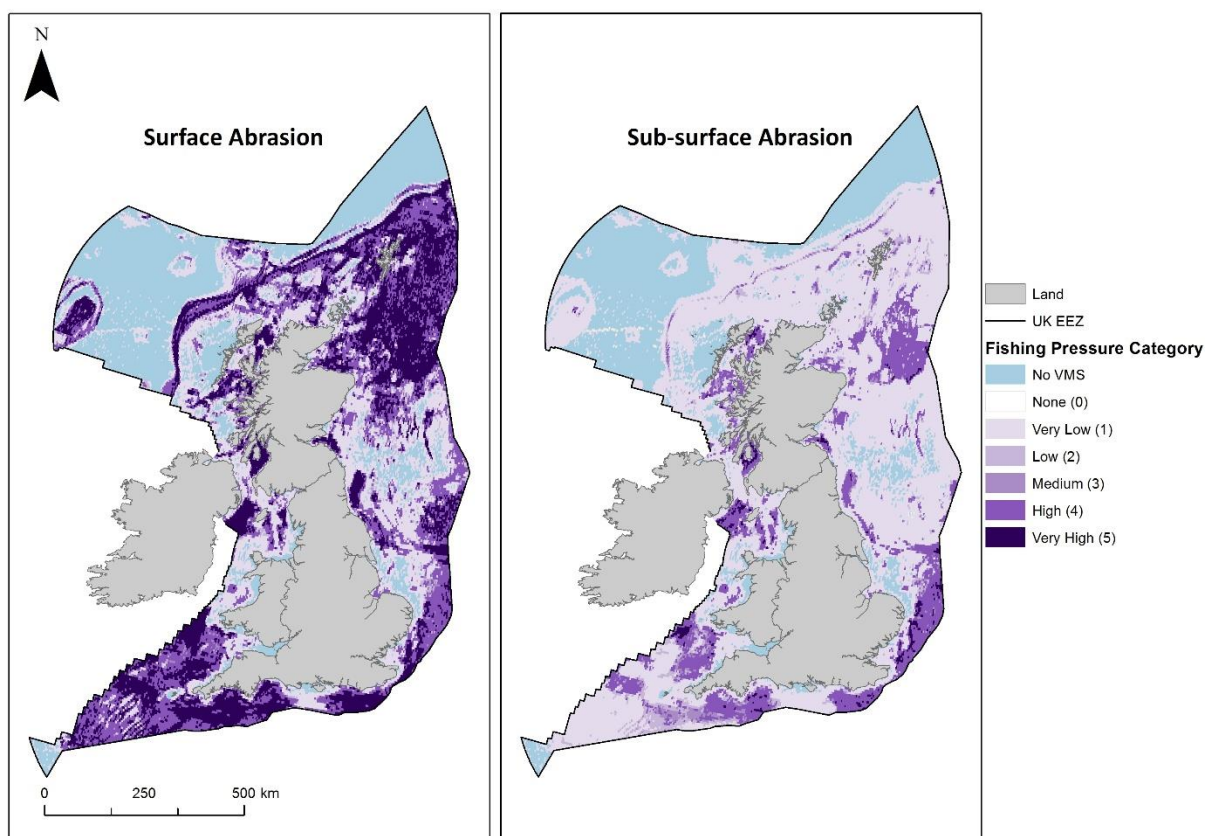 N
Surface Abrasion
Sub-surface Abrasion
Land
UK EEZ
Fishing Pressure Category
No VMS
None (0)
Very Low (1)
Low (2)
Medium (3)
High (4)
Very High (5)
0 250 500 km